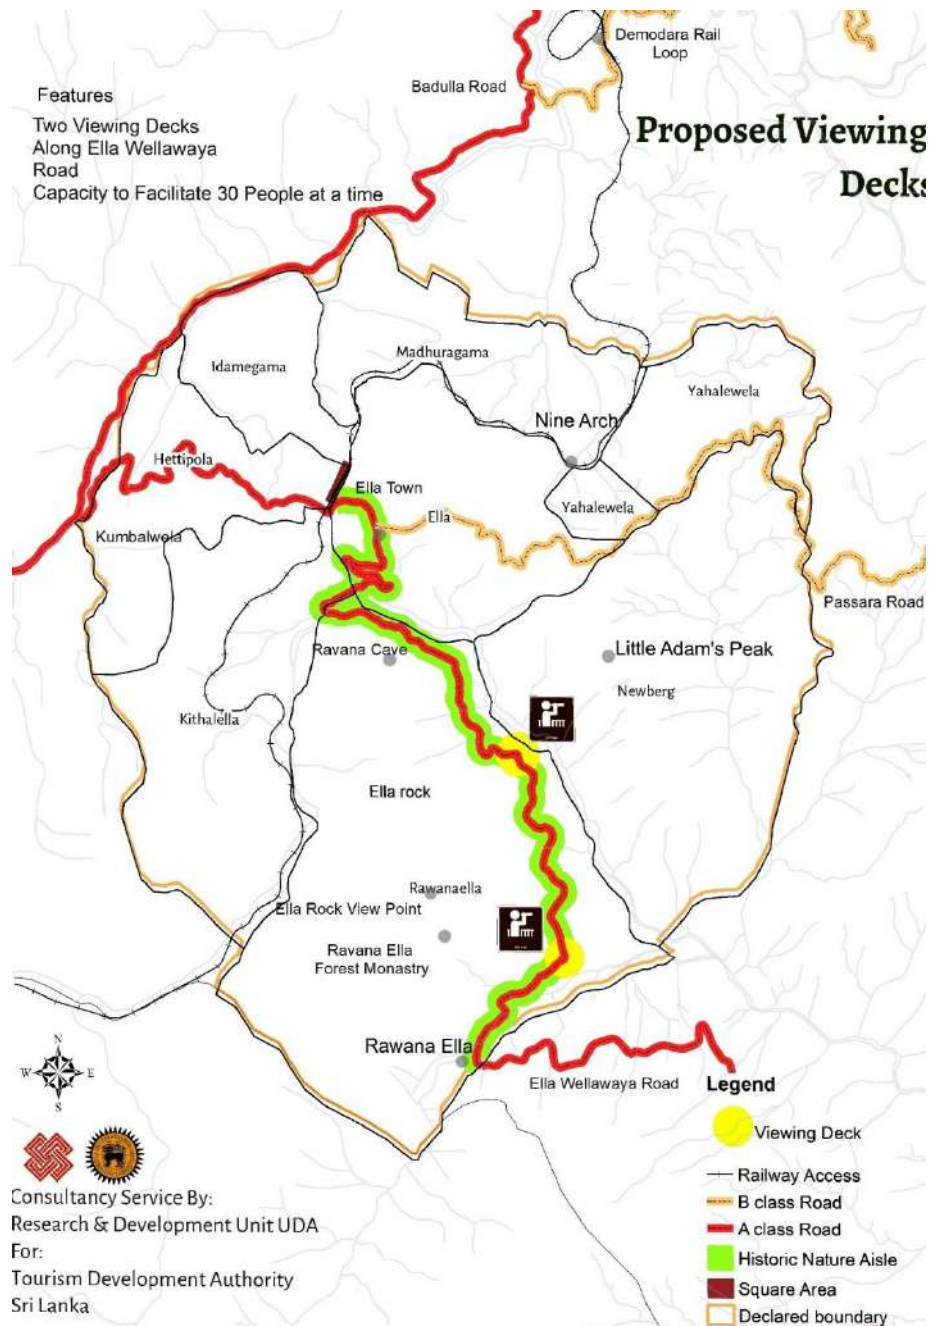 Demodara Rail
Loop
Badulla Road
Features
Two Viewing Decks
Along Ella Wellawaya
Road
Capacity to Facilitate 30 People at a time
Proposed Viewing
Decks
Idamegama
Madhuragama
Yahalewela
Nine Arch
Hettipola
Ella Town
Yahalewela
Ella
Kumbalwela
Passara Road
Ravana Cave
Little Adam's Peak
Newberg
Kithalella
Ella rock
Rawanaella
Ella Rock View Point
Ravana Ella
Forest Monastry
Rawana Ella
Ella Wellawaya Road
N
W
E
S
Legend
Viewing Deck
Railway Access
B class Road
A class Road
Historic Nature Aisle
Square Area
Declared boundary
Consultancy Service By:
Research & Development Unit UDA
For:
Tourism Development Authority
Sri Lanka